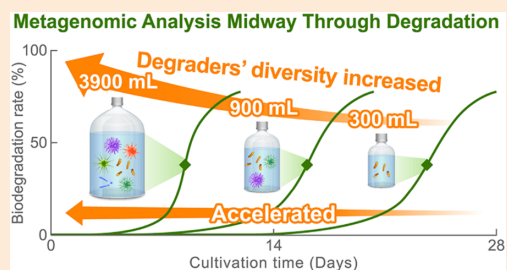 Metagenomic Analysis Midway Through Degradation
100
Degraders' diversity increased
3900 mL
900 mL
300 mL
Biodegradation rate (%)
50
Accelerated
0
0
14
28
Cultivation time (Days)